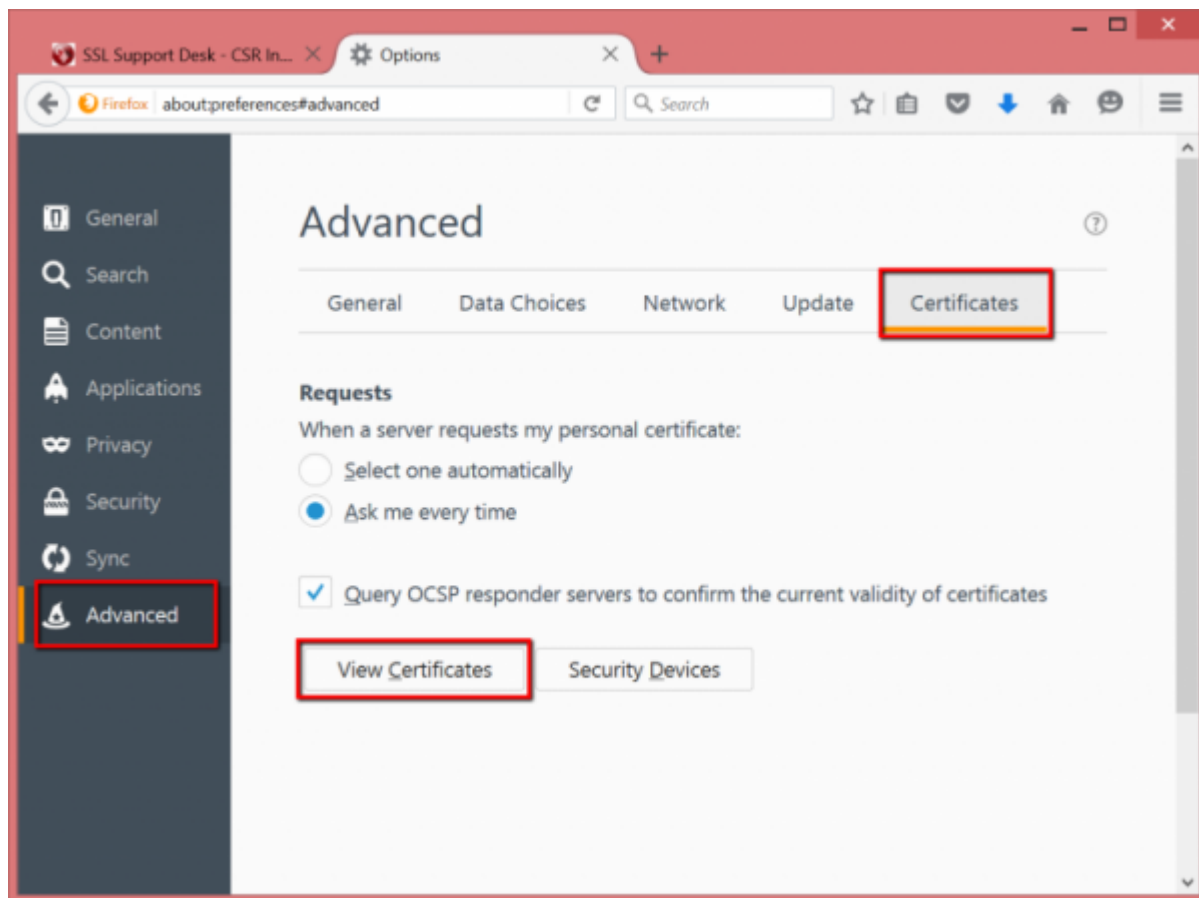 SSL Support Desk - CSR In...
Options
Firefox about:preferences#advanced
Search
General
Search
Content
Applications
Privacy
Security
Sync
Advanced
Advanced
General Data Choices Network Update Certificates
Requests
When a server requests my personal certificate:
Select one automatically
Ask me every time
Query OCSP responder servers to confirm the current validity of certificates
View Certificates Security Devices